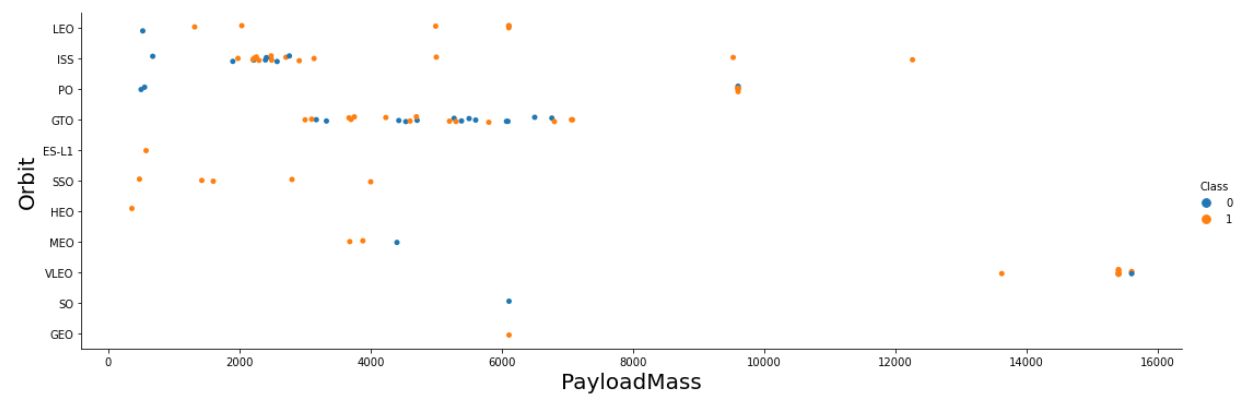 LEO
ISS
PO
GTO
ES-L1
SSO
HEO
MEO
VLEO
SO
GEO
Orbit
0 2000 4000 6000 8000 10000 12000 14000 16000
PayloadMass
Class
0
1